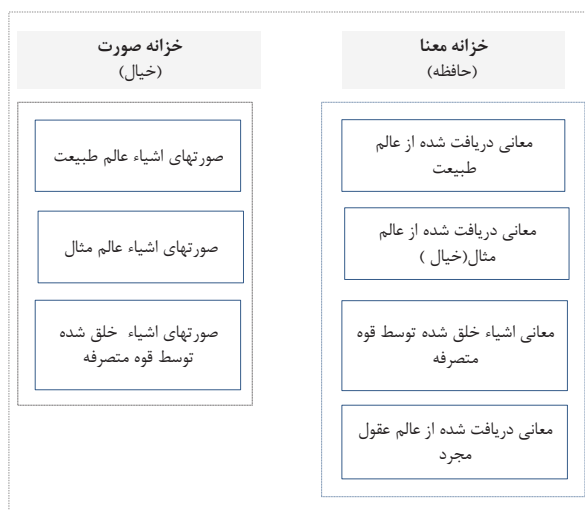 خزانه معنا
(حافظه)
معانی دریافت شده از عالم
طبیعت
معانی دریافت شده از عالم
مثال(خیال )
معانی اشیاء خلق شده توسط قوه
متصرفه
معانی دریافت شده از عالم عقول
مجرد
خزانه صورت
(خیال)
صورتهای اشیاء عالم طبیعت
صورتهای اشیاء عالم مثال
صورتهای اشیاء خلق شده
توسط قوه متصرفه